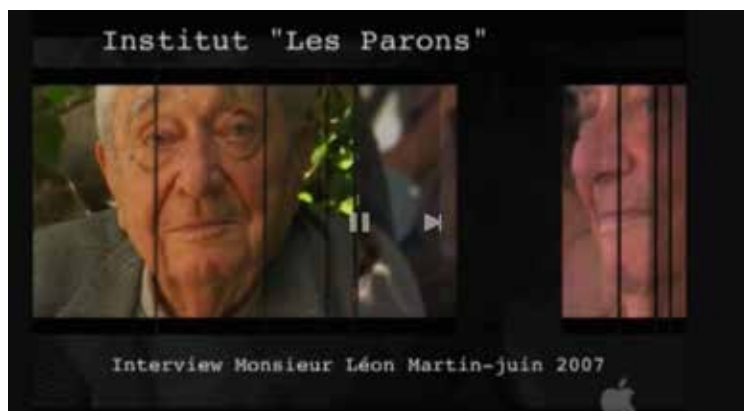 Institut "Les Parons"
Interview Monsieur Léon Martin-juin 2007